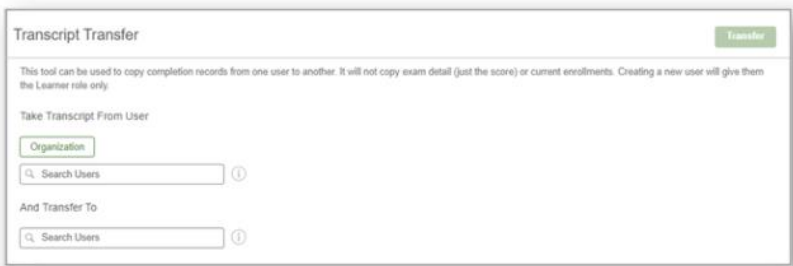 Transcript Transfer
Transfer
This tool can be used to copy completion records from one user to another. It will not copy exam detail (just the score) or current enrollments. Creating a new user will give them
the Learner role only.
Take Transcript From User
Organization
Search Users
And Transfer To
Search Users